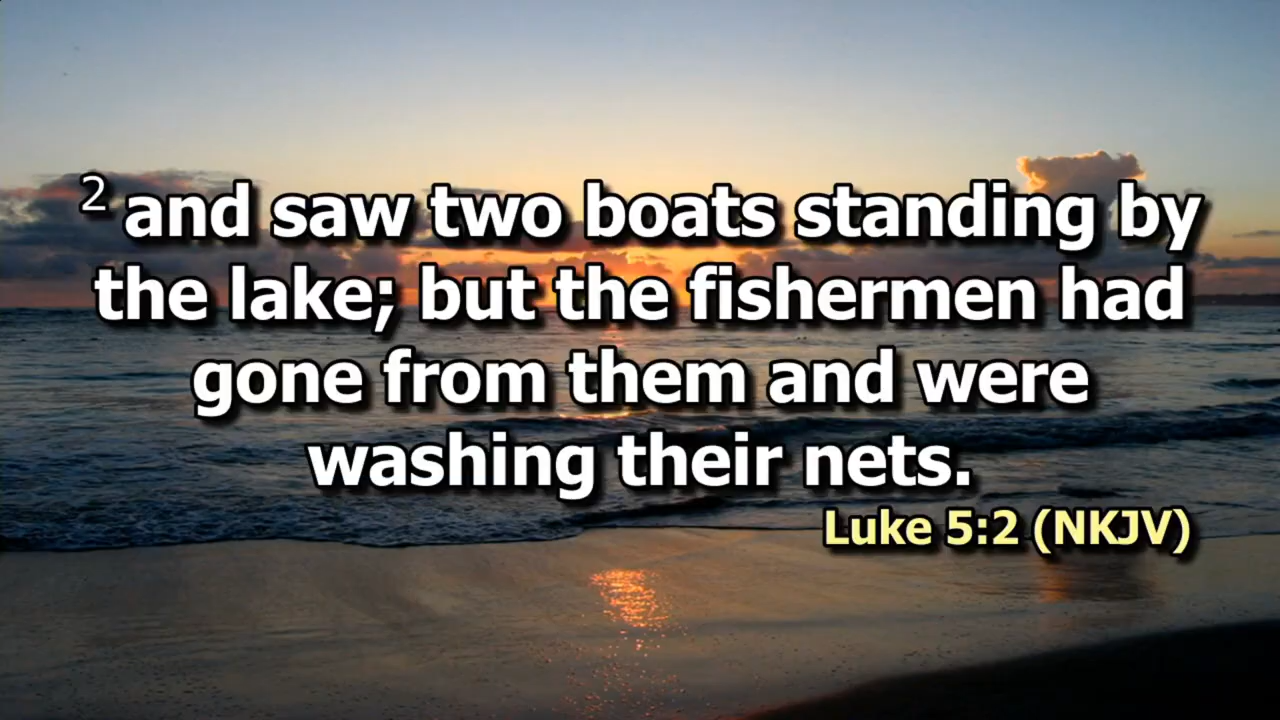 2 and saw two boats standing by
the lake; but the fishermen had
gone from them and were
washing their nets.
Luke 5:2 (NKJV)